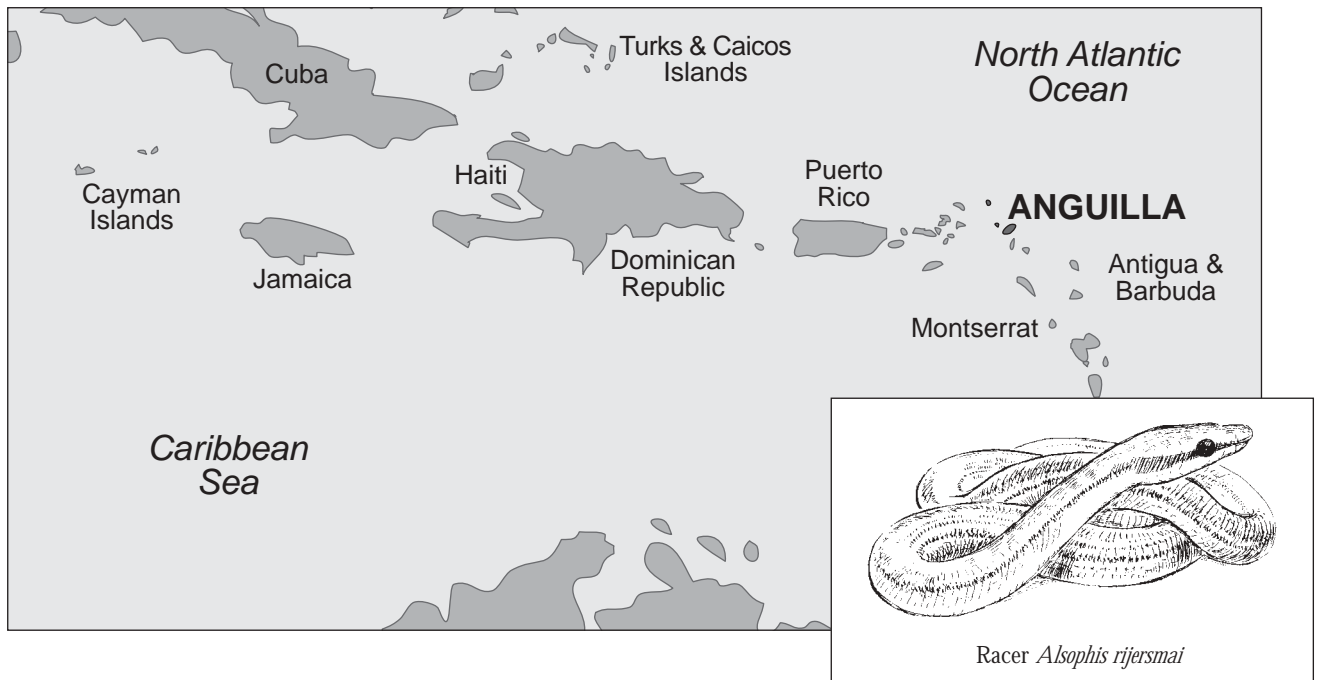 Cuba
Turks & Caicos
Islands
North Atlantic
Ocean
Cayman
Islands
Haiti
Puerto
Rico
ANGUILLA
Jamaica
Dominican
Republic
Antigua &
Barbuda
Montserrat
Caribbean
Sea
Racer Alsophis rijersmai